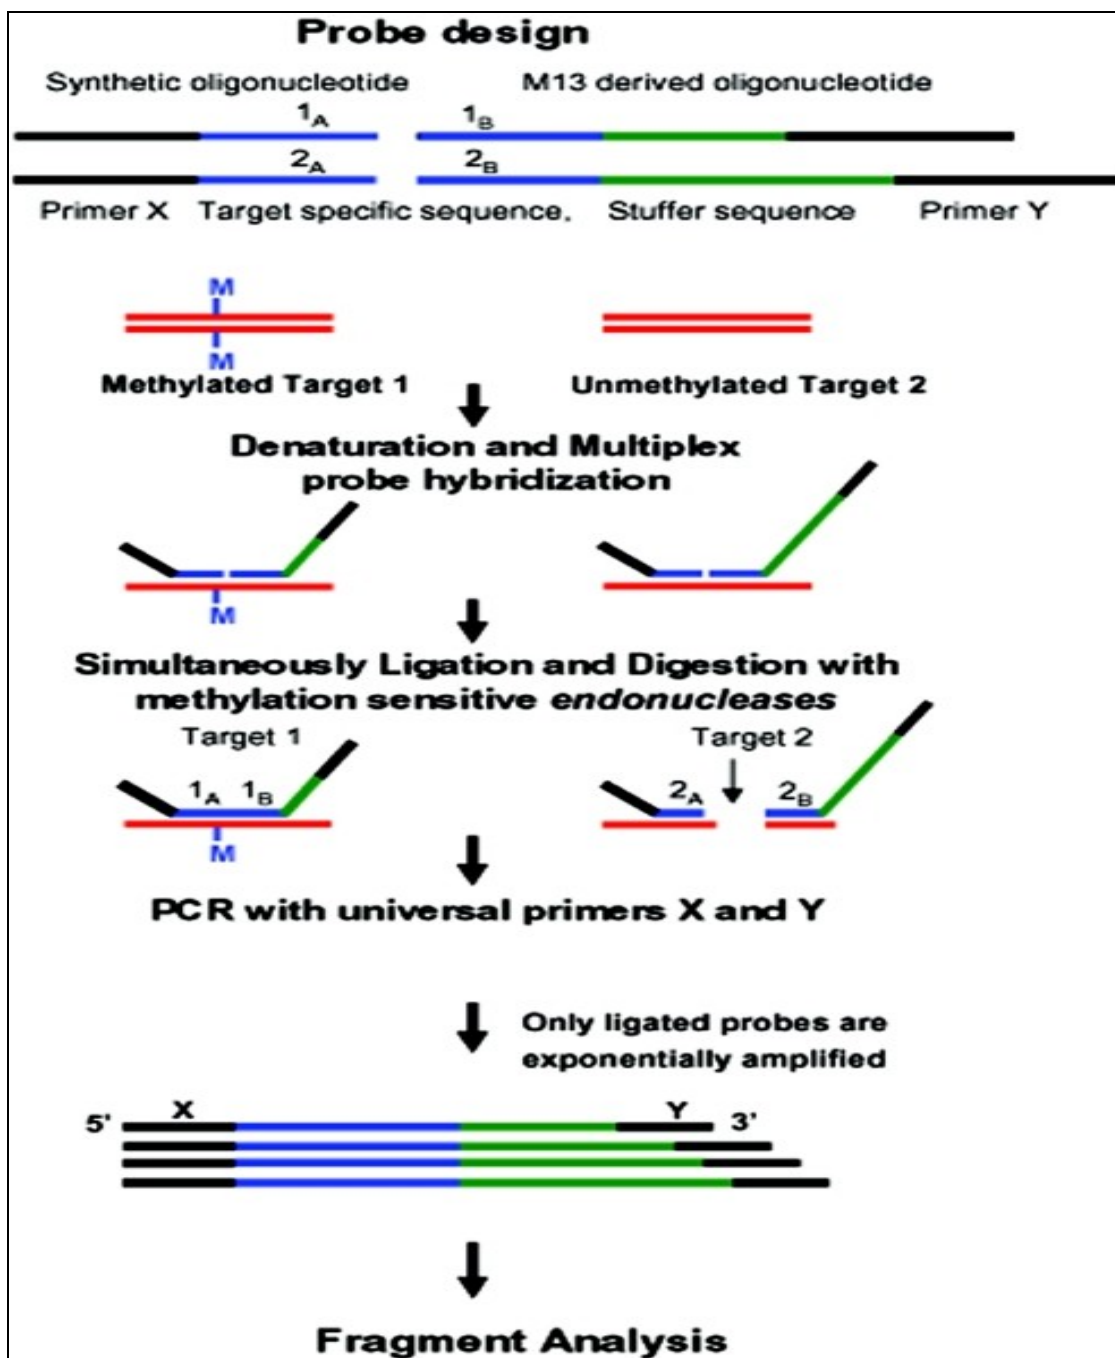 Probe design
Synthetic oligonucleotide M13 derived oligonucleotide
1A 1B
2A 2B
Primer X Target specific sequence, Stuffer sequence Primer Y
M
M
Methylated Target 1 Unmethylated Target 2
Denaturation and Multiplex
probe hybridization
M
Simultaneously Ligation and Digestion with
methylation sensitive endonucleases
Target 1 Target 2
1A 1B 2A 2B
M
PCR with universal primers X and Y
Only ligated probes are
exponentially amplified
5' X Y 3'
Fragment Analysis